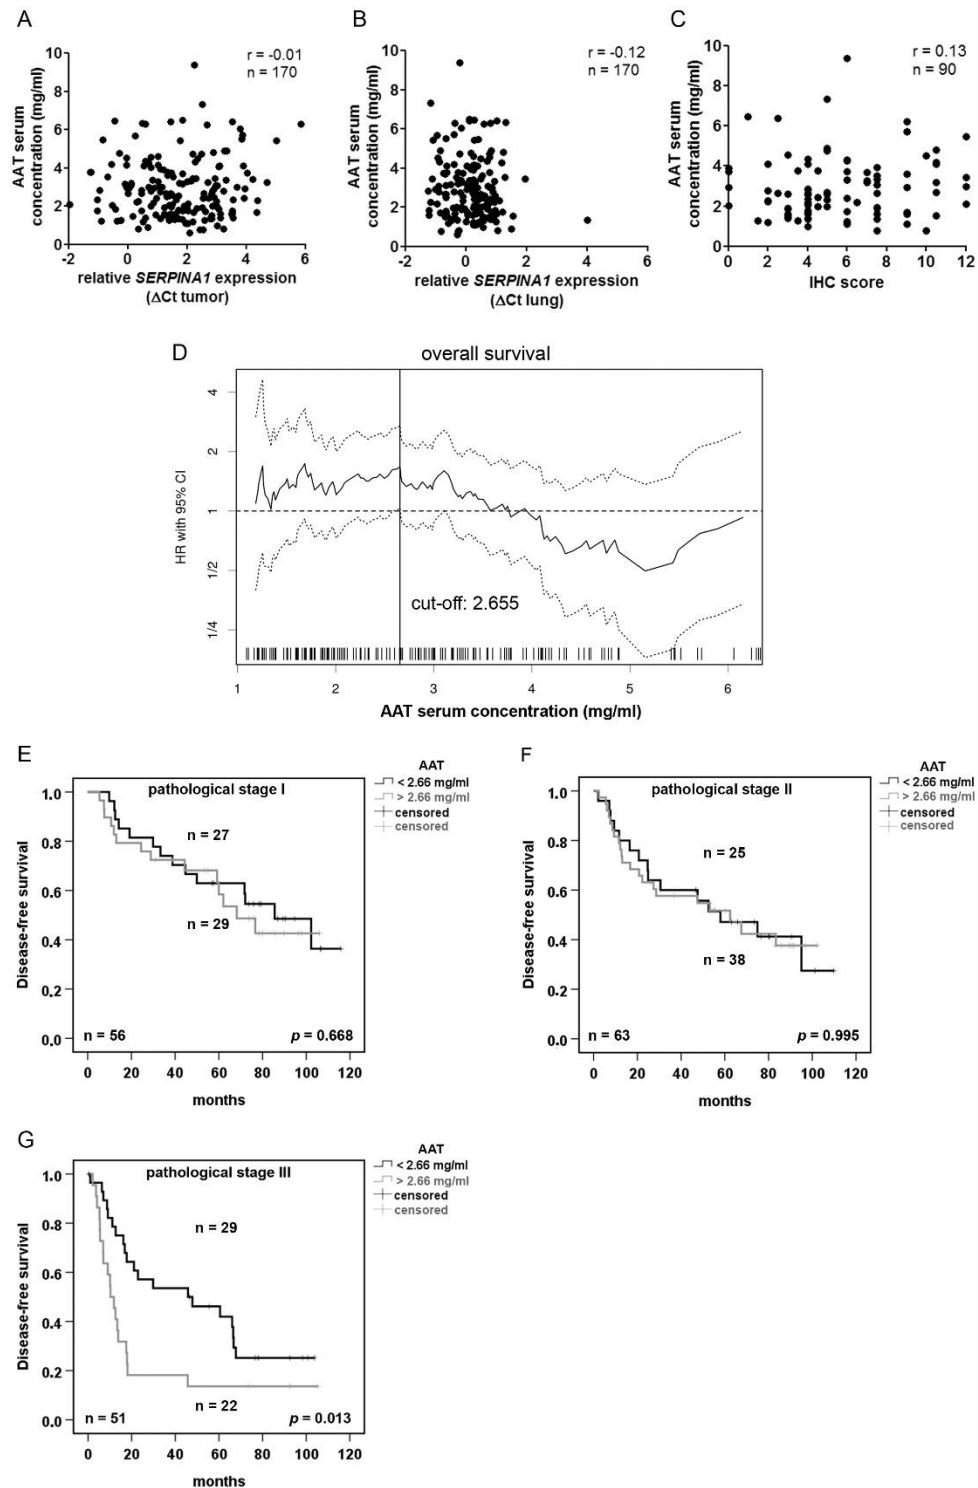 A
r = -0.01
n = 170
10
8
6
4
2
0
-2 0 2 4 6
AAT serum
concentration (mg/ml)
relative SERPINA1 expression
(ΔCt tumor)
B
r = -0.12
n = 170
10
8
6
4
2
0
-2 0 2 4 6
AAT serum
concentration (mg/ml)
relative SERPINA1 expression
(ΔCt lung)
C
r = 0.13
n = 90
10
8
6
4
2
0
0 2 4 6 8 10 12
AAT serum
concentration (mg/ml)
IHC score
D
overall survival
HR with 95% CI
4
2
1
1/2
1/4
cut-off: 2.655
1 2 3 4 5 6
AAT serum concentration (mg/ml)
E
AAT
< 2.66 mg/ml
> 2.66 mg/ml
censored
censored
pathological stage I
n = 27
n = 29
n = 56
p = 0.668
Disease-free survival
1.0
0.8
0.6
0.4
0.2
0.0
0 20 40 60 80 100 120
months
F
AAT
< 2.66 mg/ml
> 2.66 mg/ml
censored
censored
pathological stage II
n = 25
n = 38
n = 63
p = 0.995
Disease-free survival
1.0
0.8
0.6
0.4
0.2
0.0
0 20 40 60 80 100 120
months
G
AAT
< 2.66 mg/ml
> 2.66 mg/ml
censored
censored
pathological stage III
n = 29
n = 22
n = 51
p = 0.013
Disease-free survival
1.0
0.8
0.6
0.4
0.2
0.0
0 20 40 60 80 100 120
months